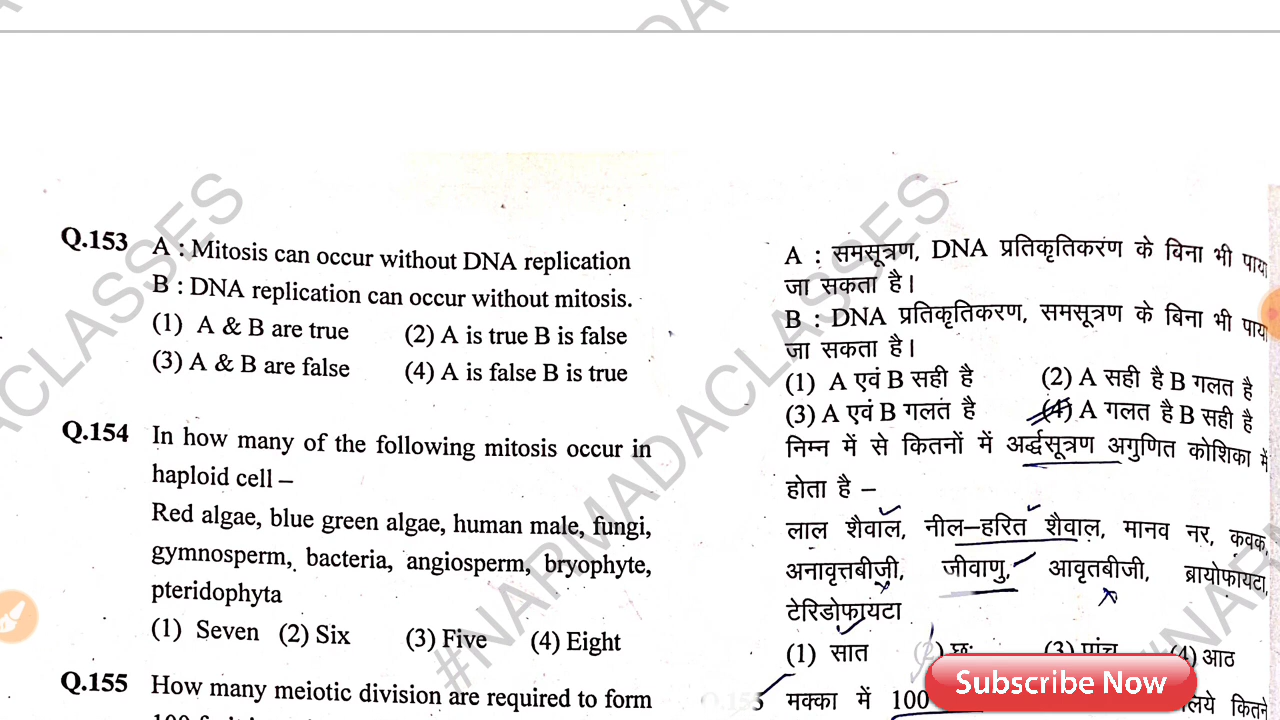 Q.153 A : Mitosis can occur without DNA replication
B : DNA replication can occur without mitosis.
(1) A & B are true (2) A is true B is false
(3) A & B are false (4) A is false B is true
Q.154 In how many of the following mitosis occur in
haploid cell –
Red algae, blue green algae, human male, fungi,
gymnosperm, bacteria, angiosperm, bryophyte,
pteridophyta
(1) Seven (2) Six (3) Five (4) Eight
Q.155 How many meiotic division are required to form
A : समसूत्रण, DNA प्रतिकृतिकरण के बिना भी पाया
जा सकता है।
B : DNA प्रतिकृतिकरण, समसूत्रण के बिना भी पाया
जा सकता है।
(1) A एवं B सही है (2) A सही है B गलत है
(3) A एवं B गलत है (4) A गलत है B सही है
निम्न में से कितनों में अर्द्धसूत्रण अगुणित कोशिका में
होता है –
लाल शैवाल, नील–हरित शैवाल, मानव नर, कवक,
अनावृत्तबीजी, जीवाणु, आवृतबीजी, ब्रायोफायटा,
टेरिडोफायटा
(1) सात (2) छः (3) पांच (4) आठ
मक्का में 100 लिये कितने
Subscribe Now
#NARMADACLASSES